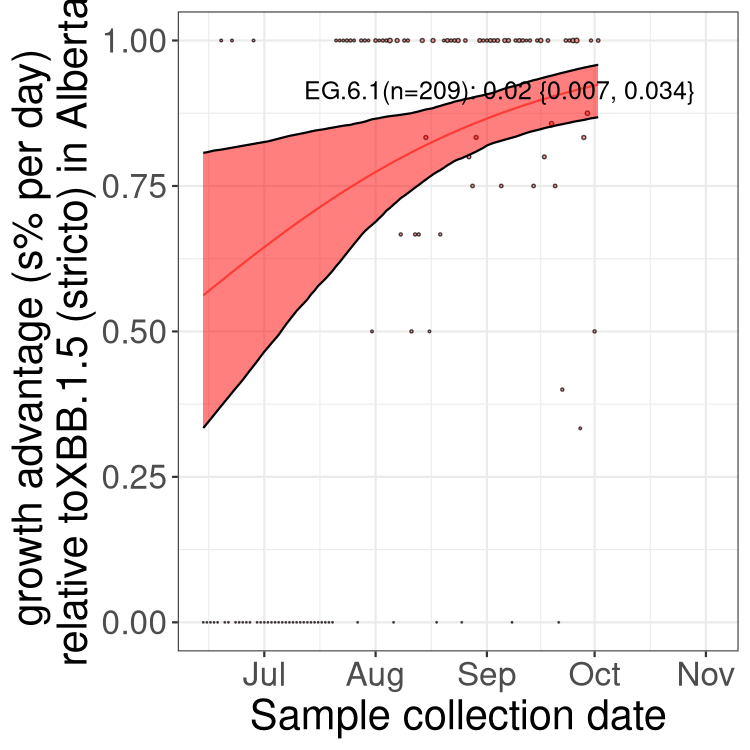 growth advantage (s% per day)
relative toXBB.1.5 (stricto) in Alberta
1.00
0.75
0.50
0.25
0.00
EG.6.1(n=209): 0.02 {0.007, 0.034}
Jul Aug Sep Oct Nov
Sample collection date